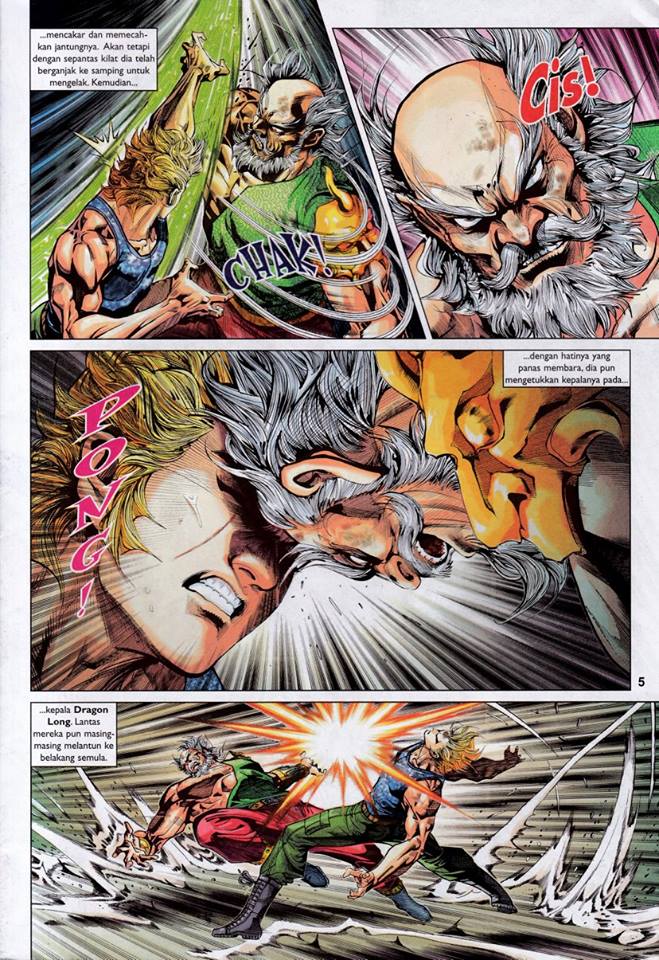 ...mencakar dan memecah-
kan jantungnya. Akan tetapi
dengan sepantas kilat dia telah
berganjak ke samping untuk
mengelak. Kemudian...
CHAK!
Cis!
...dengan hatinya yang
panas membara, dia pun
mengetukkan kepalanya pada...
PONG!
5
...kepala Dragon
Long. Lantas
mereka pun masing-
masing melantun ke
belakang semula.